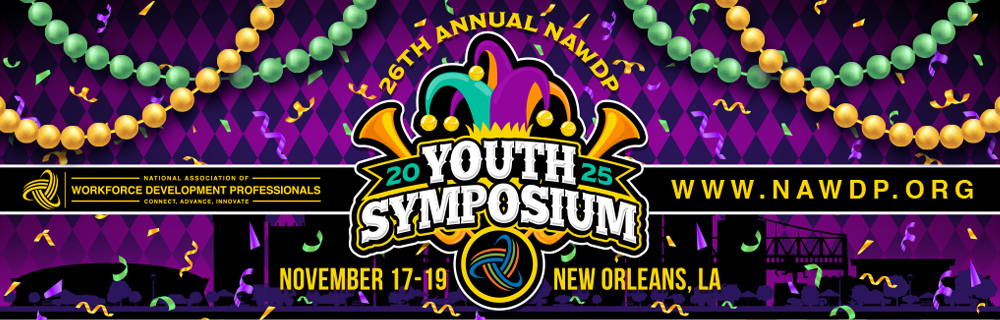 26TH ANNUAL NAWDP
20 YOUTH 25
SYMPOSIUM
NATIONAL ASSOCIATION OF
WORKFORCE DEVELOPMENT PROFESSIONALS
CONNECT, ADVANCE, INNOVATE
WWW.NAWDP.ORG
NOVEMBER 17-19
NEW ORLEANS, LA